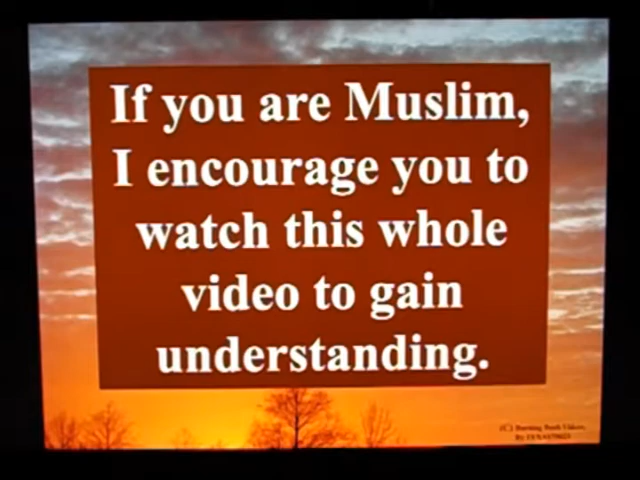 If you are Muslim,
I encourage you to
watch this whole
video to gain
understanding.